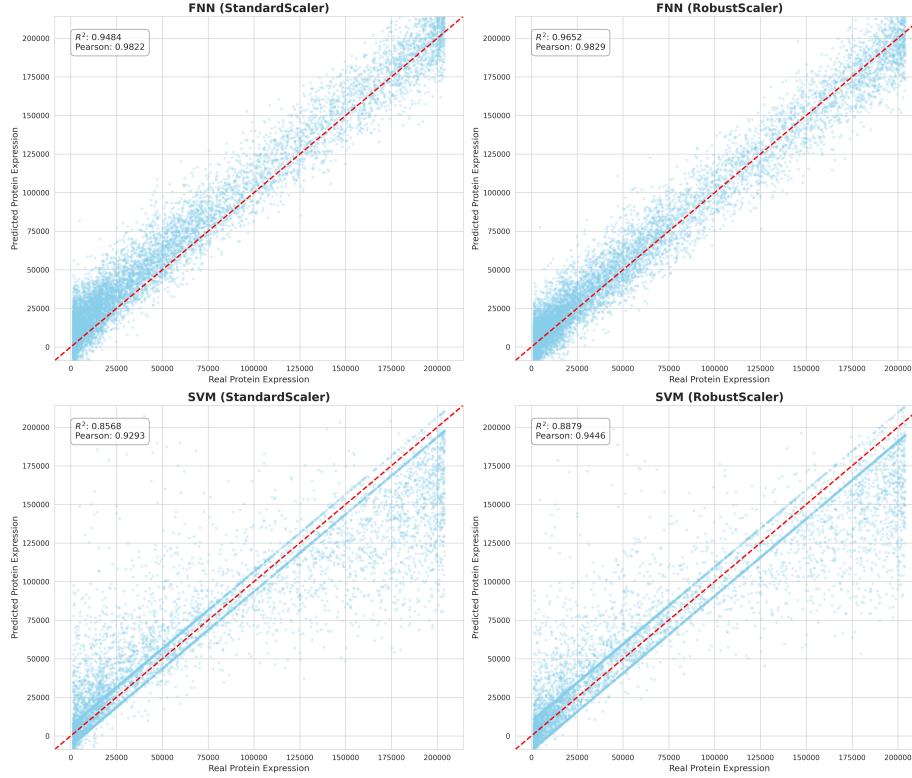 FNN (StandardScaler)
R²: 0.9484
Pearson: 0.9822
Predicted Protein Expression
200000
175000
150000
125000
100000
75000
50000
25000
0
0 25000 50000 75000 100000 125000 150000 175000 200000
Real Protein Expression
FNN (RobustScaler)
R²: 0.9652
Pearson: 0.9829
Predicted Protein Expression
200000
175000
150000
125000
100000
75000
50000
25000
0
0 25000 50000 75000 100000 125000 150000 175000 200000
Real Protein Expression
SVM (StandardScaler)
R²: 0.8568
Pearson: 0.9293
Predicted Protein Expression
200000
175000
150000
125000
100000
75000
50000
25000
0
0 25000 50000 75000 100000 125000 150000 175000 200000
Real Protein Expression
SVM (RobustScaler)
R²: 0.8879
Pearson: 0.9446
Predicted Protein Expression
200000
175000
150000
125000
100000
75000
50000
25000
0
0 25000 50000 75000 100000 125000 150000 175000 200000
Real Protein Expression